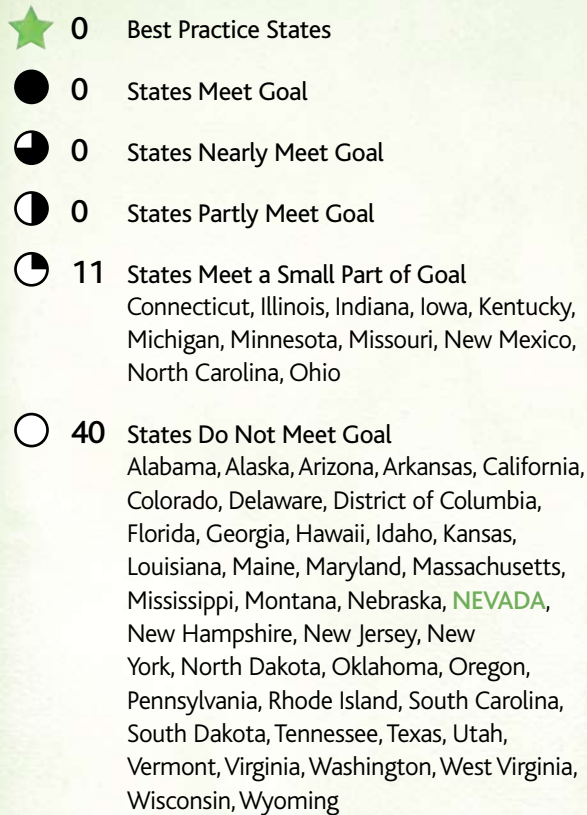 0 Best Practice States
0 States Meet Goal
0 States Nearly Meet Goal
0 States Partly Meet Goal
11 States Meet a Small Part of Goal
Connecticut, Illinois, Indiana, Iowa, Kentucky,
Michigan, Minnesota, Missouri, New Mexico,
North Carolina, Ohio
40 States Do Not Meet Goal
Alabama, Alaska, Arizona, Arkansas, California,
Colorado, Delaware, District of Columbia,
Florida, Georgia, Hawaii, Idaho, Kansas,
Louisiana, Maine, Maryland, Massachusetts,
Mississippi, Montana, Nebraska, NEVADA,
New Hampshire, New Jersey, New
York, North Dakota, Oklahoma, Oregon,
Pennsylvania, Rhode Island, South Carolina,
South Dakota, Tennessee, Texas, Utah,
Vermont, Virginia, Washington, West Virginia,
Wisconsin, Wyoming